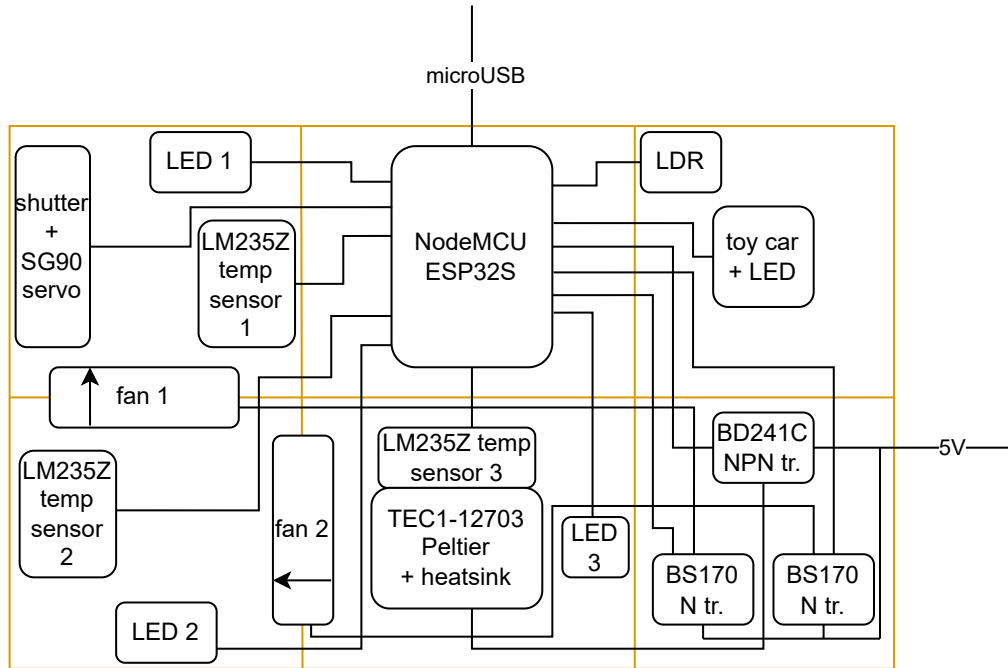 microUSB
LED 1
LDR
shutter
+
SG90
servo
LM235Z
temp
sensor
1
NodeMCU
ESP32S
toy car
+ LED
fan 1
LM235Z
temp
sensor
2
fan 2
LM235Z temp
sensor 3
TEC1-12703
Peltier
+ heatsink
LED
3
BD241C
NPN tr.
5V
BS170
N tr.
BS170
N tr.
LED 2